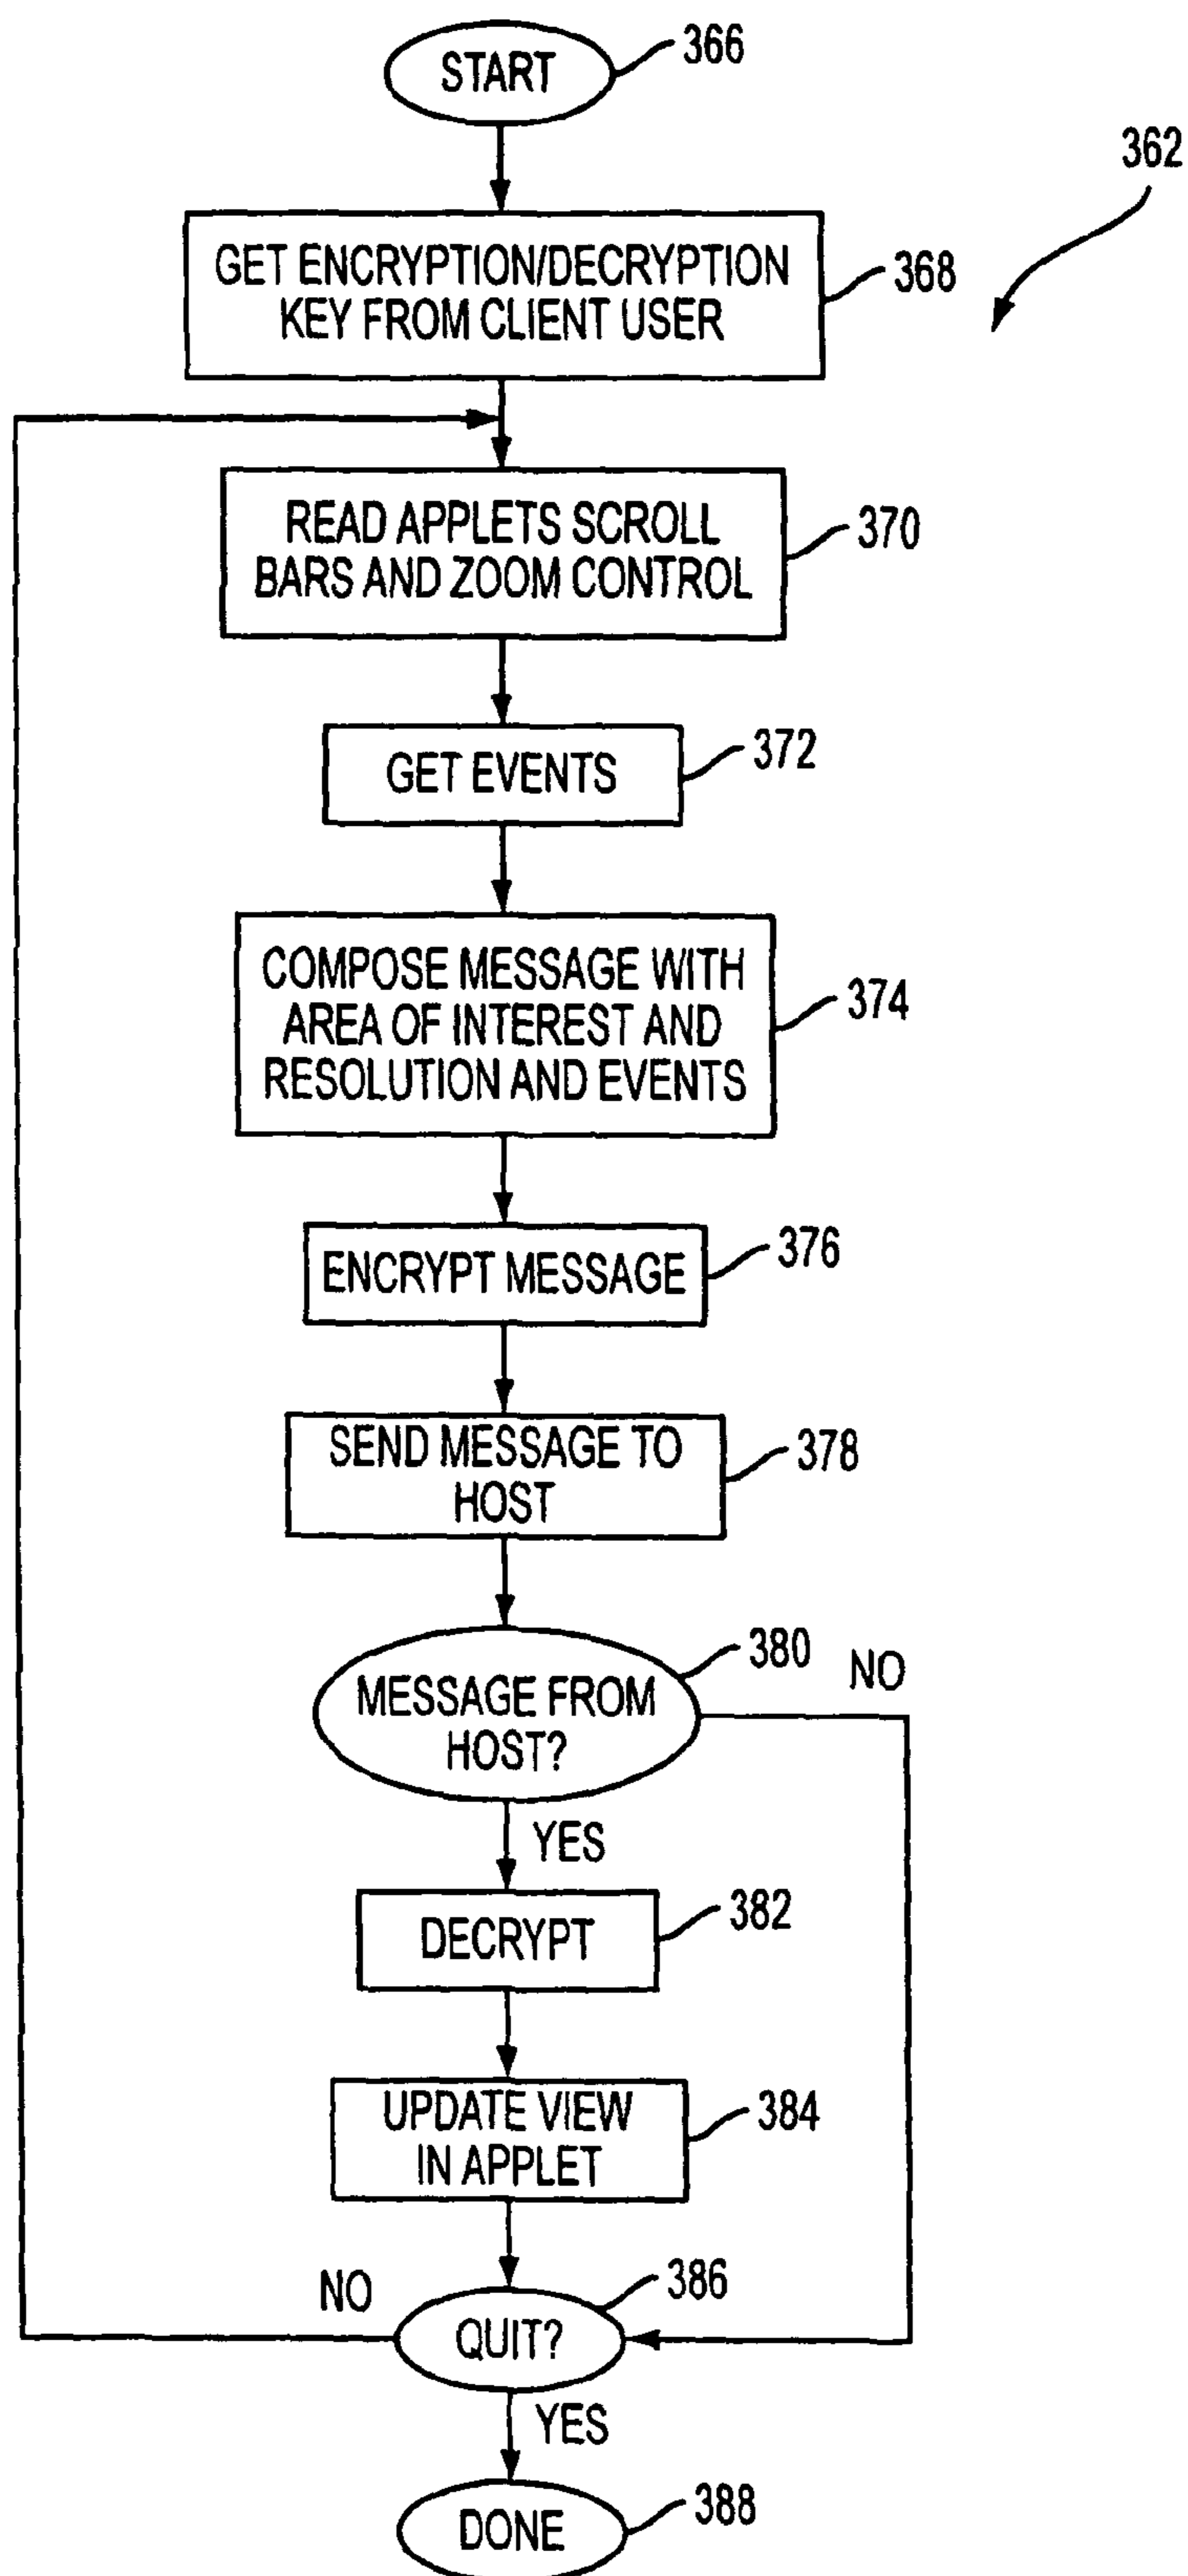 START
366
362
GET ENCRYPTION/DECRYPTION
KEY FROM CLIENT USER
368
READ APPLETS SCROLL
BARS AND ZOOM CONTROL
370
GET EVENTS
372
COMPOSE MESSAGE WITH
AREA OF INTEREST AND
RESOLUTION AND EVENTS
374
ENCRYPT MESSAGE
376
SEND MESSAGE TO
HOST
378
MESSAGE FROM
HOST?
380
NO
YES
DECRYPT
382
UPDATE VIEW
IN APPLET
384
NO
QUIT?
386
YES
DONE
388